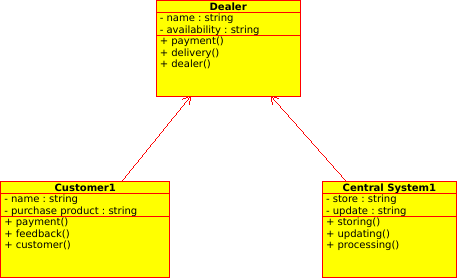 Dealer
- name : string
- availability : string
+ payment()
+ delivery()
+ dealer()
Customer1
- name : string
- purchase product : string
+ payment()
+ feedback()
+ customer()
Central System1
- store : string
- update : string
+ storing()
+ updating()
+ processing()